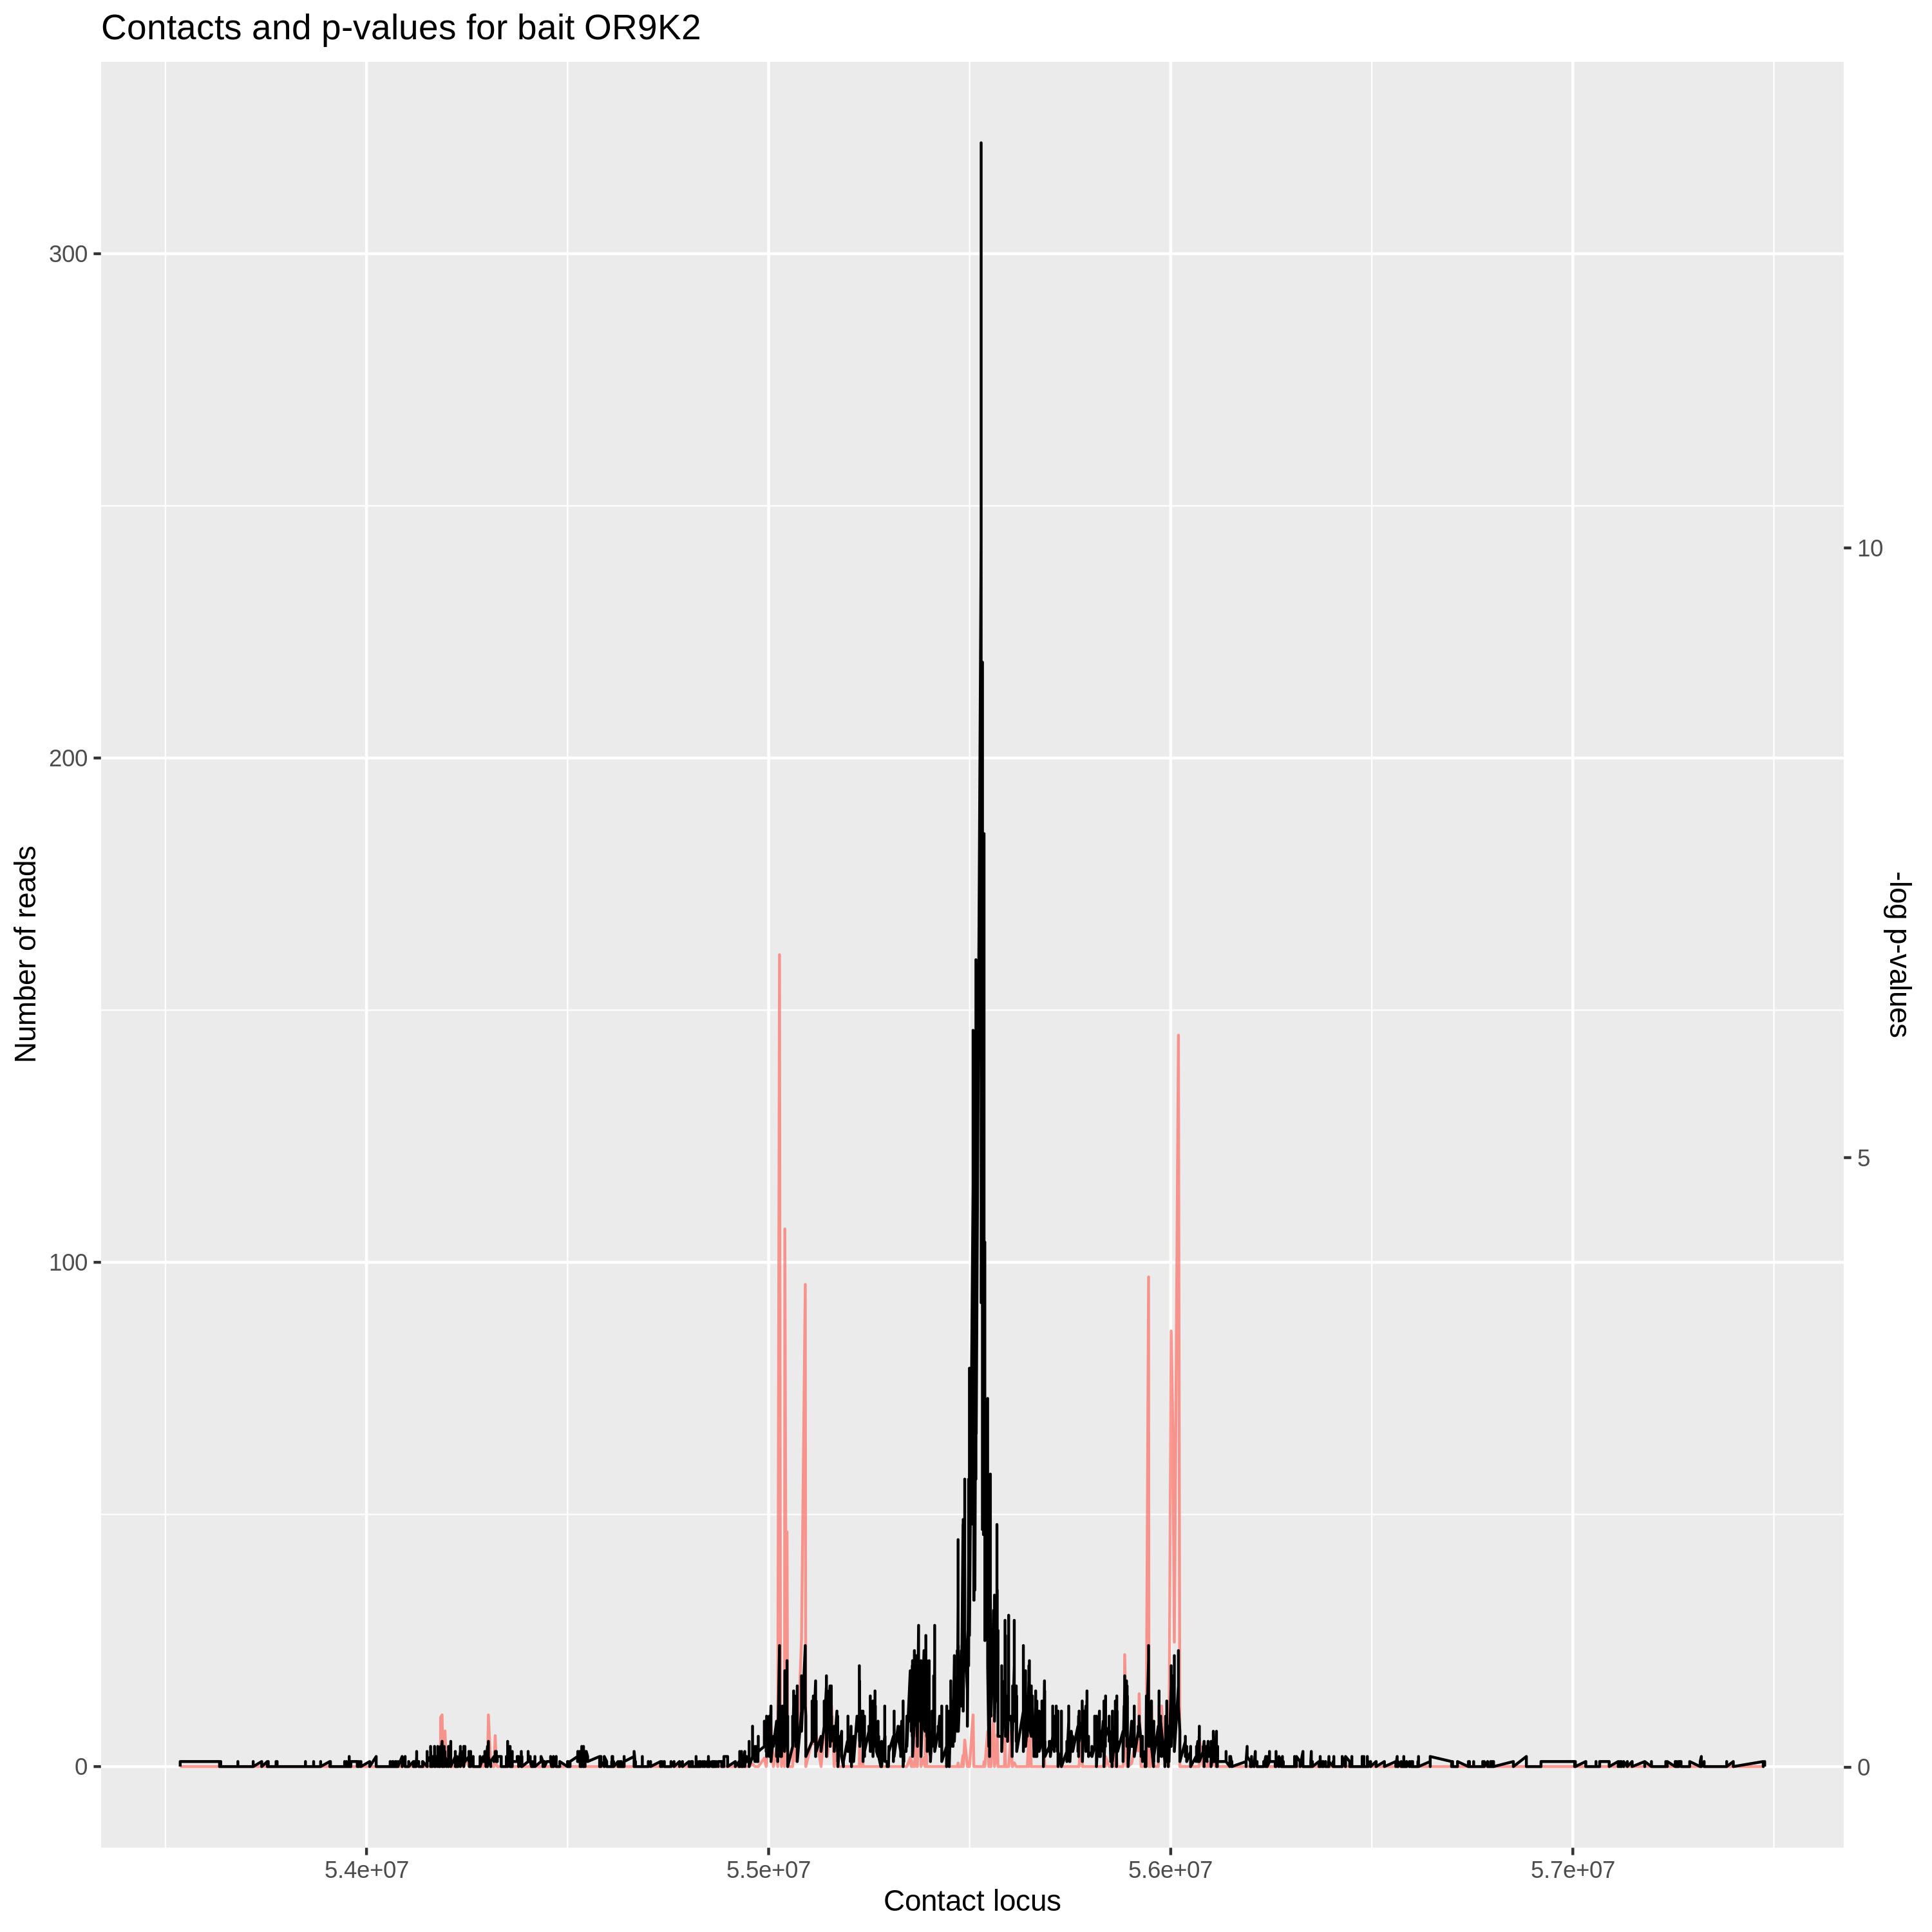 Contacts and p-values for bait OR9K2
300
200
100
0
Number of reads
10
5
0
-log p-values
5.4e+07
5.5e+07
5.6e+07
5.7e+07
Contact locus